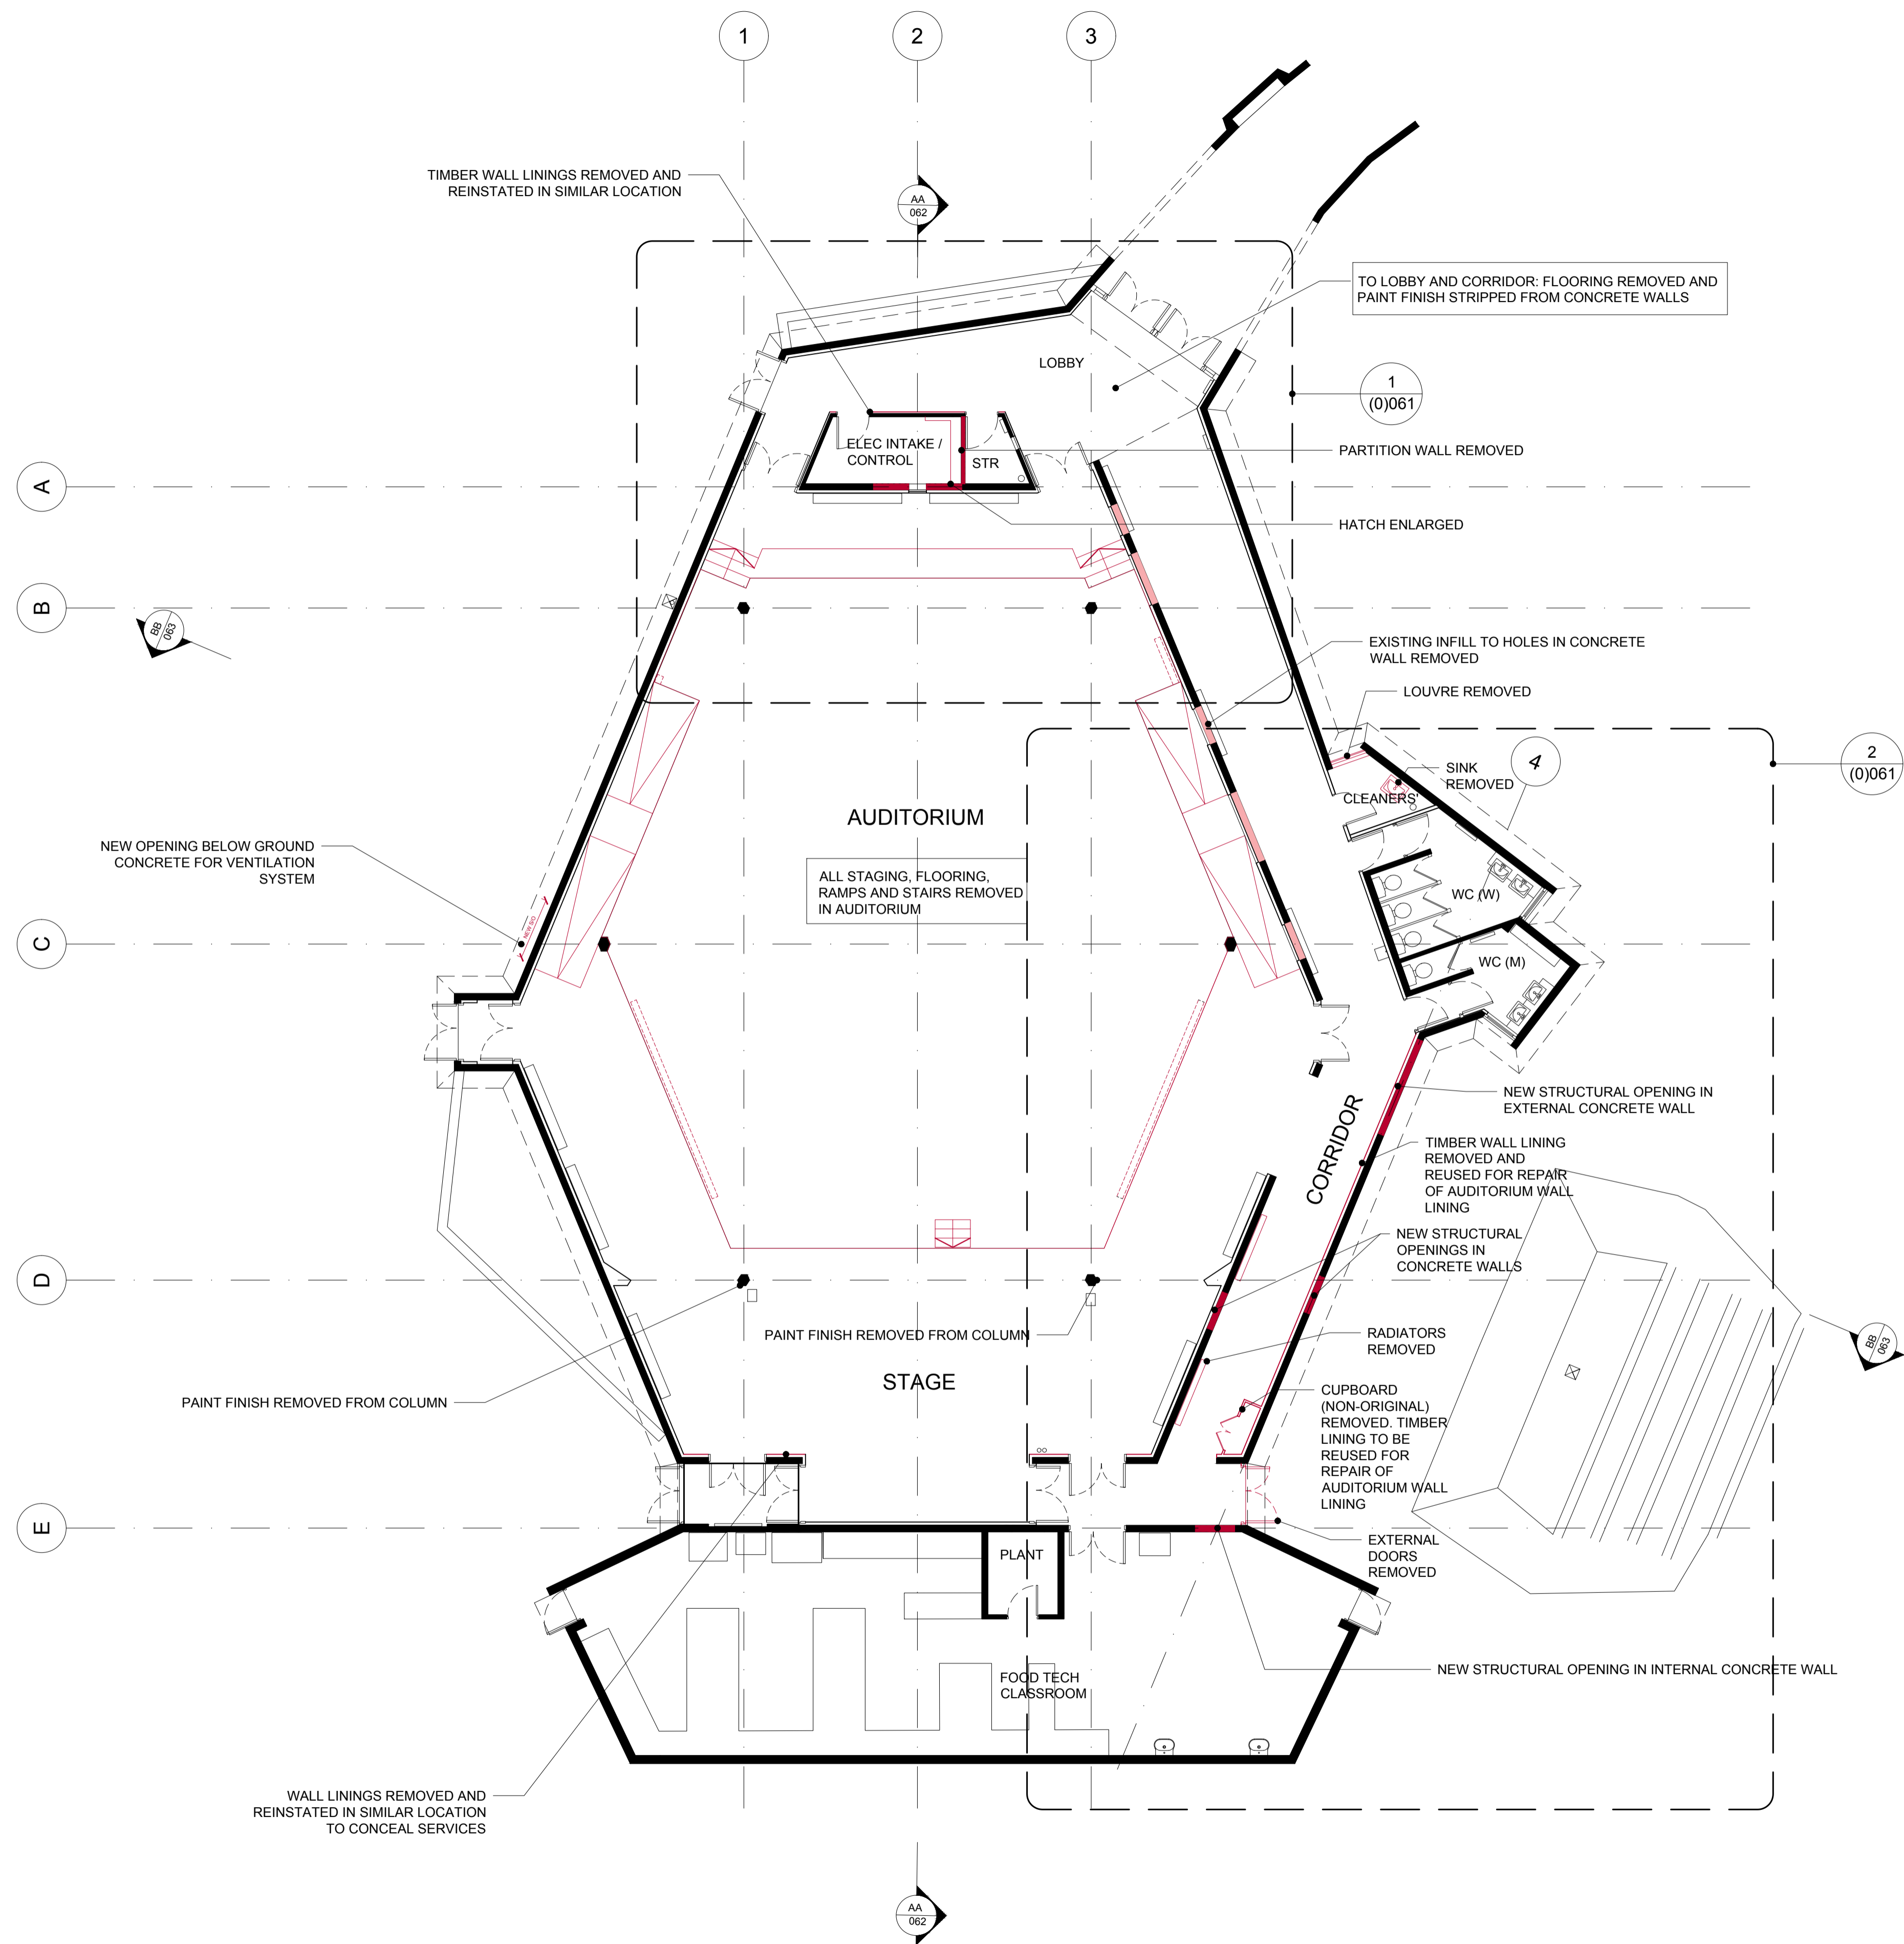 1
2
3
TIMBER WALL LININGS REMOVED AND
REINSTATED IN SIMILAR LOCATION
AA
062
TO LOBBY AND CORRIDOR: FLOORING REMOVED AND
PAINT FINISH STRIPPED FROM CONCRETE WALLS
LOBBY
1
(0)061
ELEC INTAKE /
CONTROL
STR
PARTITION WALL REMOVED
A
HATCH ENLARGED
B
BB
063
EXISTING INFILL TO HOLES IN CONCRETE
WALL REMOVED
LOUVRE REMOVED
4
2
(0)061
SINK
REMOVED
CLEANERS'
AUDITORIUM
NEW OPENING BELOW GROUND
CONCRETE FOR VENTILATION
SYSTEM
ALL STAGING, FLOORING,
RAMPS AND STAIRS REMOVED
IN AUDITORIUM
WC (W)
NEW S/O
C
WC (M)
NEW STRUCTURAL OPENING IN
EXTERNAL CONCRETE WALL
CORRIDOR
TIMBER WALL LINING
REMOVED AND
REUSED FOR REPAIR
OF AUDITORIUM WALL
LINING
NEW STRUCTURAL
OPENINGS IN
CONCRETE WALLS
D
PAINT FINISH REMOVED FROM COLUMN
RADIATORS
REMOVED
BB
063
STAGE
PAINT FINISH REMOVED FROM COLUMN
CUPBOARD
(NON-ORIGINAL)
REMOVED. TIMBER
LINING TO BE
REUSED FOR
REPAIR OF
AUDITORIUM WALL
LINING
E
EXTERNAL
DOORS
REMOVED
PLANT
FOOD TECH
CLASSROOM
NEW STRUCTURAL OPENING IN INTERNAL CONCRETE WALL
WALL LININGS REMOVED AND
REINSTATED IN SIMILAR LOCATION
TO CONCEAL SERVICES
AA
062